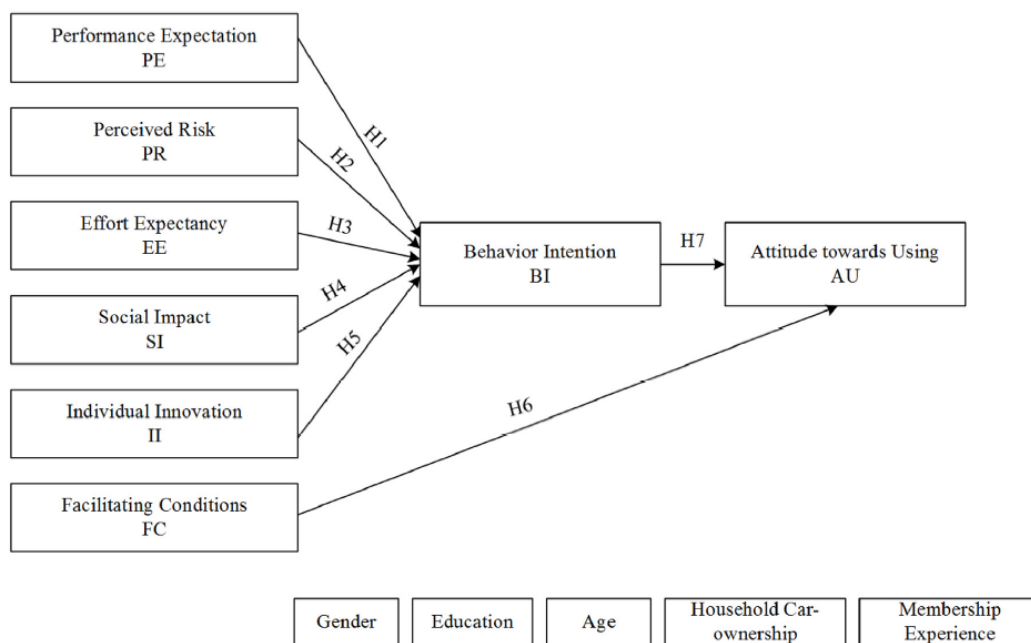 Performance Expectation
PE
H1
Perceived Risk
PR
H2
Effort Expectancy
EE
H3
Behavior Intention
BI
H7
Attitude towards Using
AU
Social Impact
SI
H4
H5
Individual Innovation
II
H6
Facilitating Conditions
FC
Gender
Education
Age
Household Car-
ownership
Membership
Experience